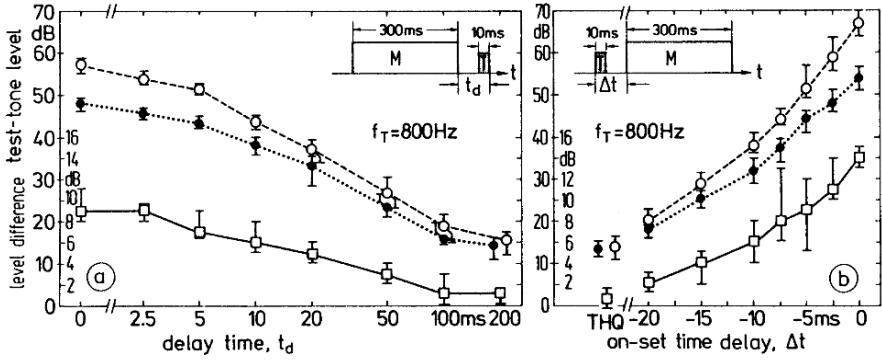 70
dB
60
50
40
30
20
10
0
level difference test-tone level
16
14
dB
10
8
6
4
2
300ms
10ms
M
T
t
t_d
f_T=800Hz
a
0
2.5
5
10
20
50
100ms
200
delay time, t_d
70
dB
60
50
40
30
20
10
0
16
dB
12
10
8
6
4
2
10ms
300ms
T
M
t
Δt
f_T=800Hz
b
THQ
-20
-15
-10
-5ms
0
on-set time delay, Δt